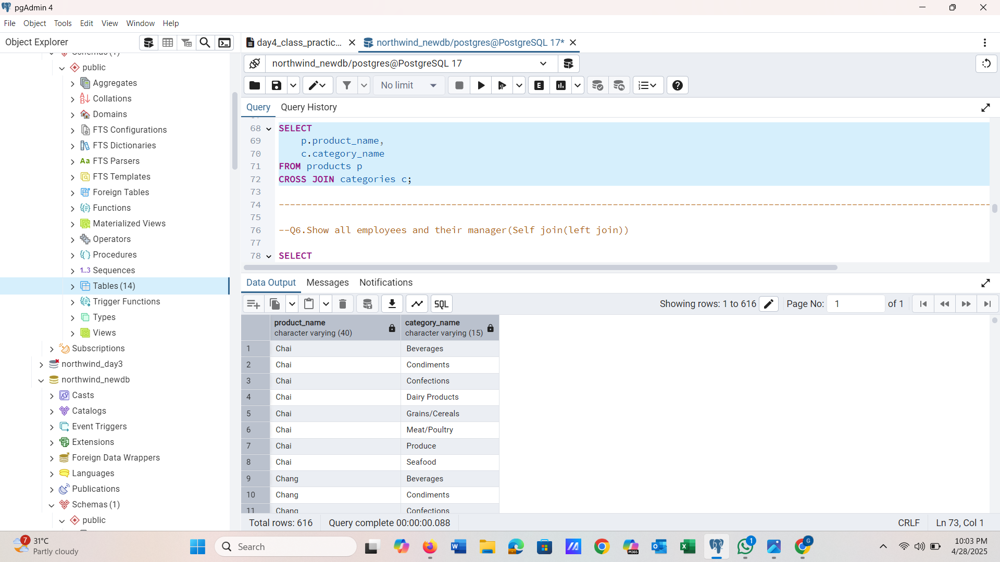 pgAdmin 4
File Object Tools Edit View Window Help
Object Explorer
day4_class_practic...
northwind_newdb/postgres@PostgreSQL 17*
Schemas (1)
public
Aggregates
Collations
Domains
FTS Configurations
FTS Dictionaries
FTS Parsers
FTS Templates
Foreign Tables
Functions
Materialized Views
Operators
Procedures
Sequences
Tables (14)
Trigger Functions
Types
Views
Subscriptions
northwind_day3
northwind_newdb
Casts
Catalogs
Event Triggers
Extensions
Foreign Data Wrappers
Languages
Publications
Schemas (1)
public
northwind_newdb/postgres@PostgreSQL 17
No limit
Query Query History
68 SELECT
69 p.product_name,
70 c.category_name
71 FROM products p
72 CROSS JOIN categories c;
73
74 --------------------------------------------------------------------------------------------------------------------------------
75
76 --Q6.Show all employees and their manager(Self join(left join))
77
78 SELECT
Data Output Messages Notifications
SQL
Showing rows: 1 to 616
Page No: 1 of 1
product_name category_name
character varying (40) character varying (15)
1 Chai Beverages
2 Chai Condiments
3 Chai Confections
4 Chai Dairy Products
5 Chai Grains/Cereals
6 Chai Meat/Poultry
7 Chai Produce
8 Chai Seafood
9 Chang Beverages
10 Chang Condiments
11 Chang Confections
Total rows: 616 Query complete 00:00:00.088
CRLF Ln 73, Col 1
7
31°C
Partly cloudy
Search
M365
1
G
10:03 PM
4/28/2025